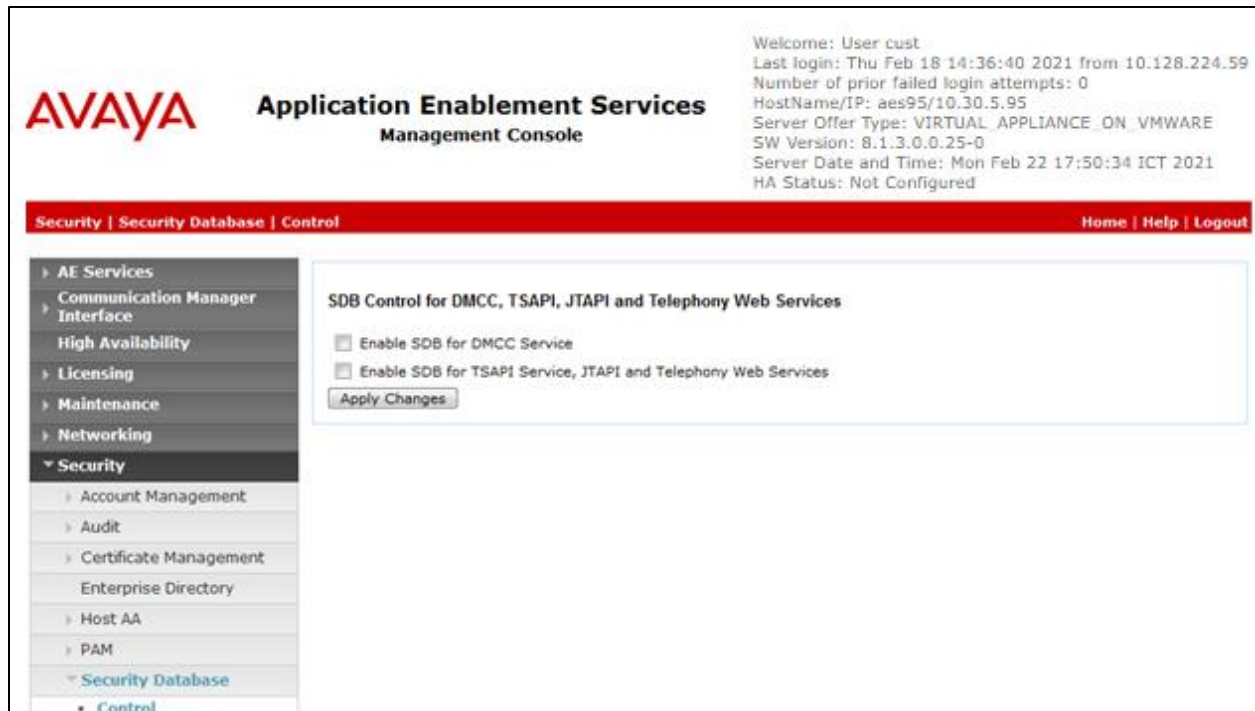 AVAYA
Application Enablement Services
Management Console
Welcome: User cust
Last login: Thu Feb 18 14:36:40 2021 from 10.128.224.59
Number of prior failed login attempts: 0
HostName/IP: aes95/10.30.5.95
Server Offer Type: VIRTUAL_APPLIANCE_ON_VMWARE
SW Version: 8.1.3.0.0.25-0
Server Date and Time: Mon Feb 22 17:50:34 ICT 2021
HA Status: Not Configured
Security | Security Database | Control
Home | Help | Logout
AE Services
Communication Manager
Interface
High Availability
Licensing
Maintenance
Networking
Security
Account Management
Audit
Certificate Management
Enterprise Directory
Host AA
PAM
Security Database
Control
SDB Control for DMCC, TSAPI, JTAPI and Telephony Web Services
Enable SDB for DMCC Service
Enable SDB for TSAPI Service, JTAPI and Telephony Web Services
Apply Changes